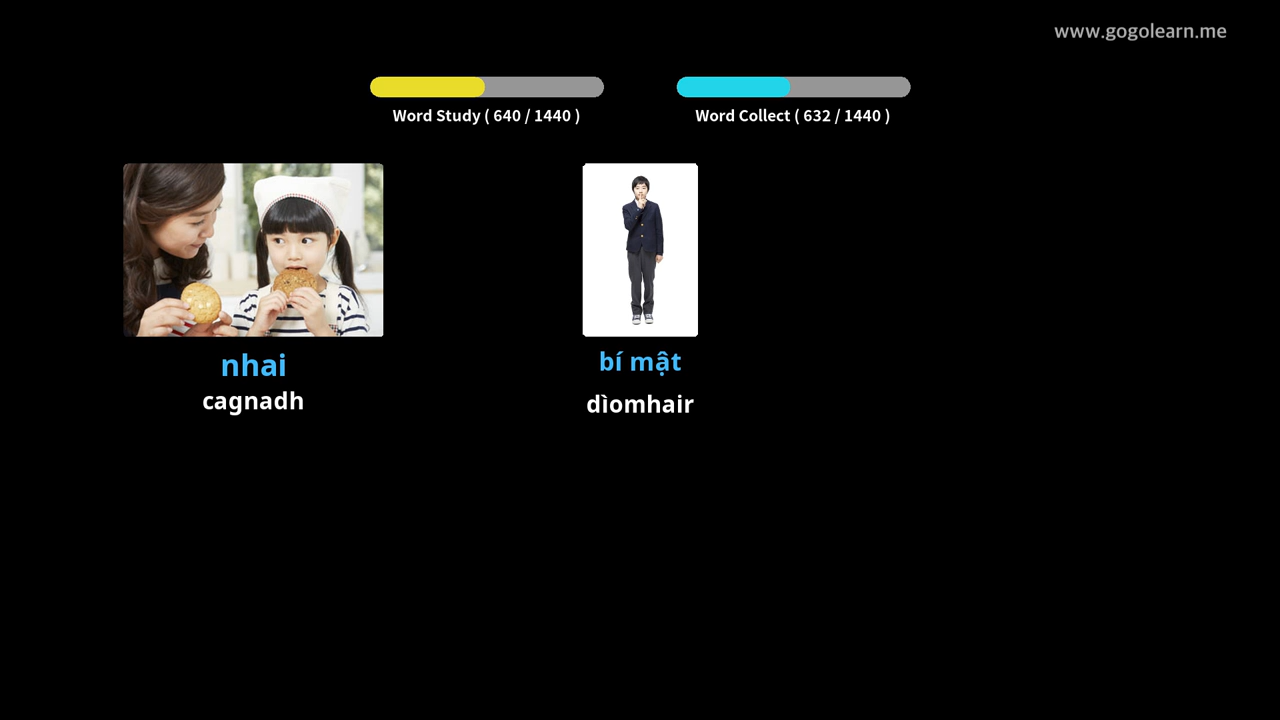 www.gogolearn.me
Word Study ( 640 / 1440 )
Word Collect ( 632 / 1440 )
nhai
cagnadh
bí mật
dìomhair